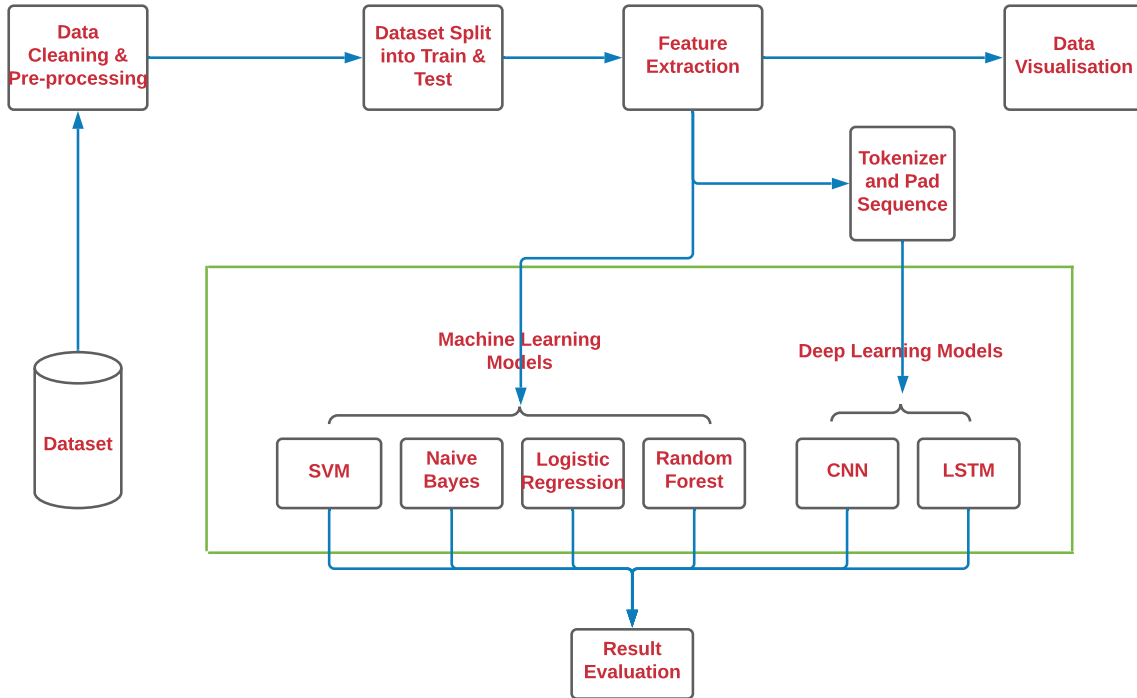 Data
Cleaning &
Pre-processing
Dataset Split
into Train &
Test
Feature
Extraction
Data
Visualisation
Tokenizer
and Pad
Sequence
Machine Learning
Models
Deep Learning Models
Dataset
SVM
Naive
Bayes
Logistic
Regression
Random
Forest
CNN
LSTM
Result
Evaluation